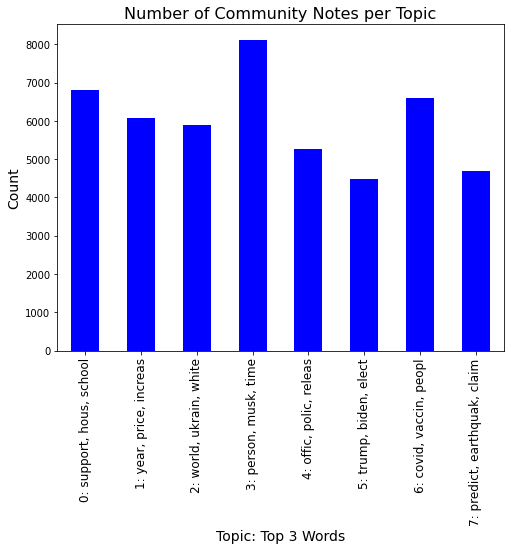 Number of Community Notes per Topic
8000
7000
6000
5000
4000
3000
2000
1000
0
Count
0: support, hous, school
1: year, price, increas
2: world, ukrain, white
3: person, musk, time
4: offic, polic, releas
5: trump, biden, elect
6: covid, vaccin, peopl
7: predict, earthquak, claim
Topic: Top 3 Words